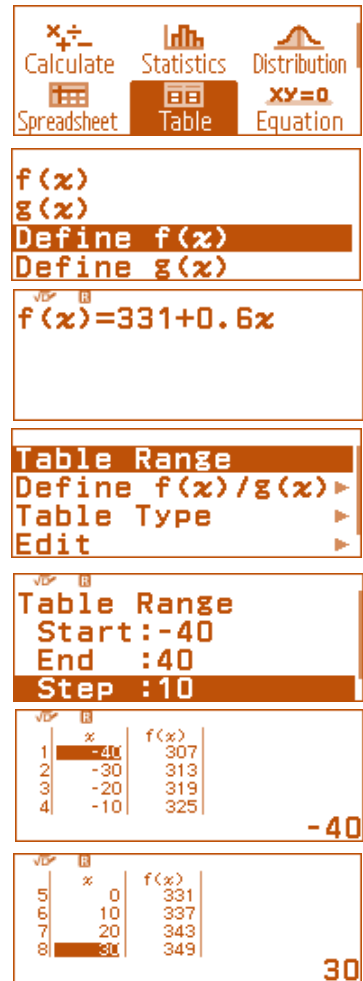 Calculate Statistics Distribution
XY=0
Spreadsheet Table Equation
f(x)
g(x)
Define f(x)
Define g(x)
√D R
f(x)=331+0.6x
Table Range
Define f(x)/g(x)
Table Type
Edit
√D R
Table Range
Start:-40
End :40
Step :10
√D R
x f(x)
1 -40 307
2 -30 313
3 -20 319
4 -10 325
-40
√D R
x f(x)
5 0 331
6 10 337
7 20 343
8 30 349
30